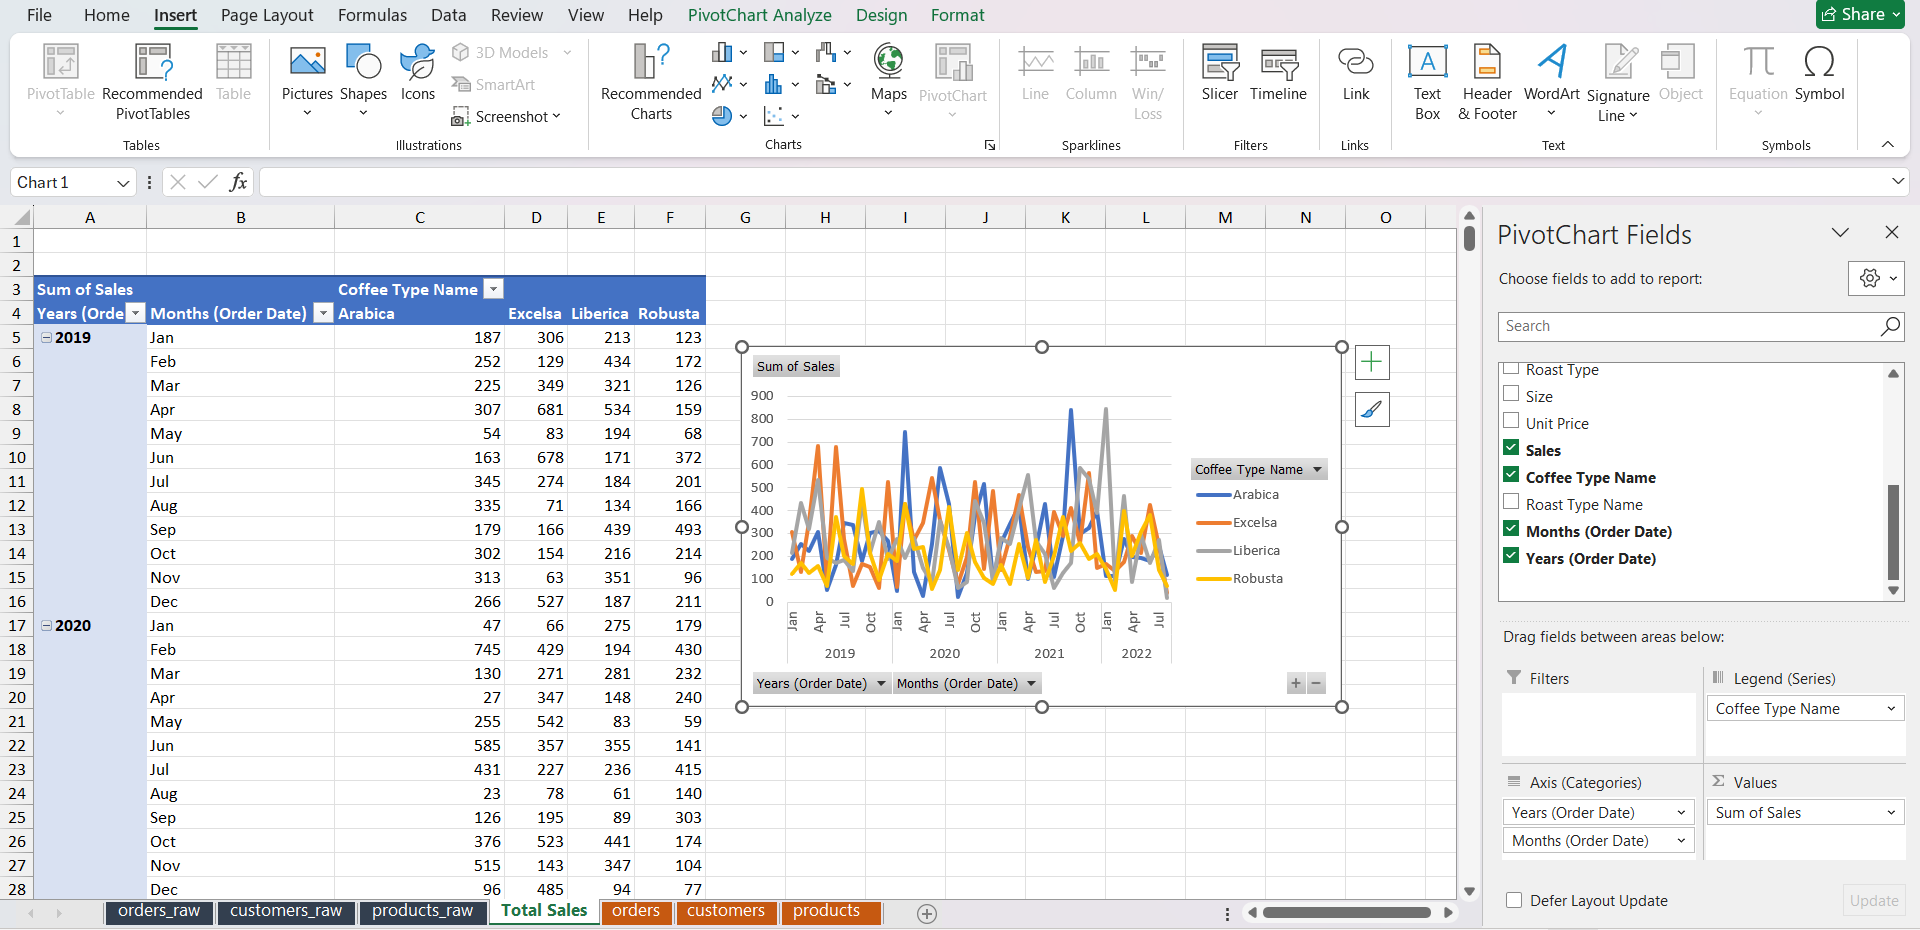 File Home Insert Page Layout Formulas Data Review View Help PivotChart Analyze Design Format Share
PivotTable Recommended PivotTables Table
Tables
Pictures Shapes Icons 3D Models SmartArt Screenshot
Illustrations
Recommended Charts Maps PivotChart
Charts
Line Column Win/ Loss
Sparklines
Slicer Timeline
Filters
Link
Links
Text Box Header & Footer WordArt Signature Line Object
Text
Equation Symbol
Symbols
Chart 1 fx
A B C D E F G H I J K L M N O
1
2
3 Sum of Sales Coffee Type Name
4 Years (Orde Months (Order Date) Arabica Excelsa Liberica Robusta
5 2019 Jan 187 306 213 123
6 Feb 252 129 434 172
7 Mar 225 349 321 126
8 Apr 307 681 534 159
9 May 54 83 194 68
10 Jun 163 678 171 372
11 Jul 345 274 184 201
12 Aug 335 71 134 166
13 Sep 179 166 439 493
14 Oct 302 154 216 214
15 Nov 313 63 351 96
16 Dec 266 527 187 211
17 2020 Jan 47 66 275 179
18 Feb 745 429 194 430
19 Mar 130 271 281 232
20 Apr 27 347 148 240
21 May 255 542 83 59
22 Jun 585 357 355 141
23 Jul 431 227 236 415
24 Aug 23 78 61 140
25 Sep 126 195 89 303
26 Oct 376 523 441 174
27 Nov 515 143 347 104
28 Dec 96 485 94 77
Sum of Sales
900
800
700
600
500
400
300
200
100
0
Jan Apr Jul Oct Jan Apr Jul Oct Jan Apr Jul Oct Jan Apr Jul
2019 2020 2021 2022
Coffee Type Name
Arabica
Excelsa
Liberica
Robusta
Years (Order Date) Months (Order Date) + −
orders_raw customers_raw products_raw Total Sales orders customers products
PivotChart Fields
Choose fields to add to report:
Search
Roast Type
Size
Unit Price
Sales
Coffee Type Name
Roast Type Name
Months (Order Date)
Years (Order Date)
Drag fields between areas below:
Filters
Legend (Series)
Coffee Type Name
Axis (Categories)
Years (Order Date)
Months (Order Date)
Σ Values
Sum of Sales
Defer Layout Update Update